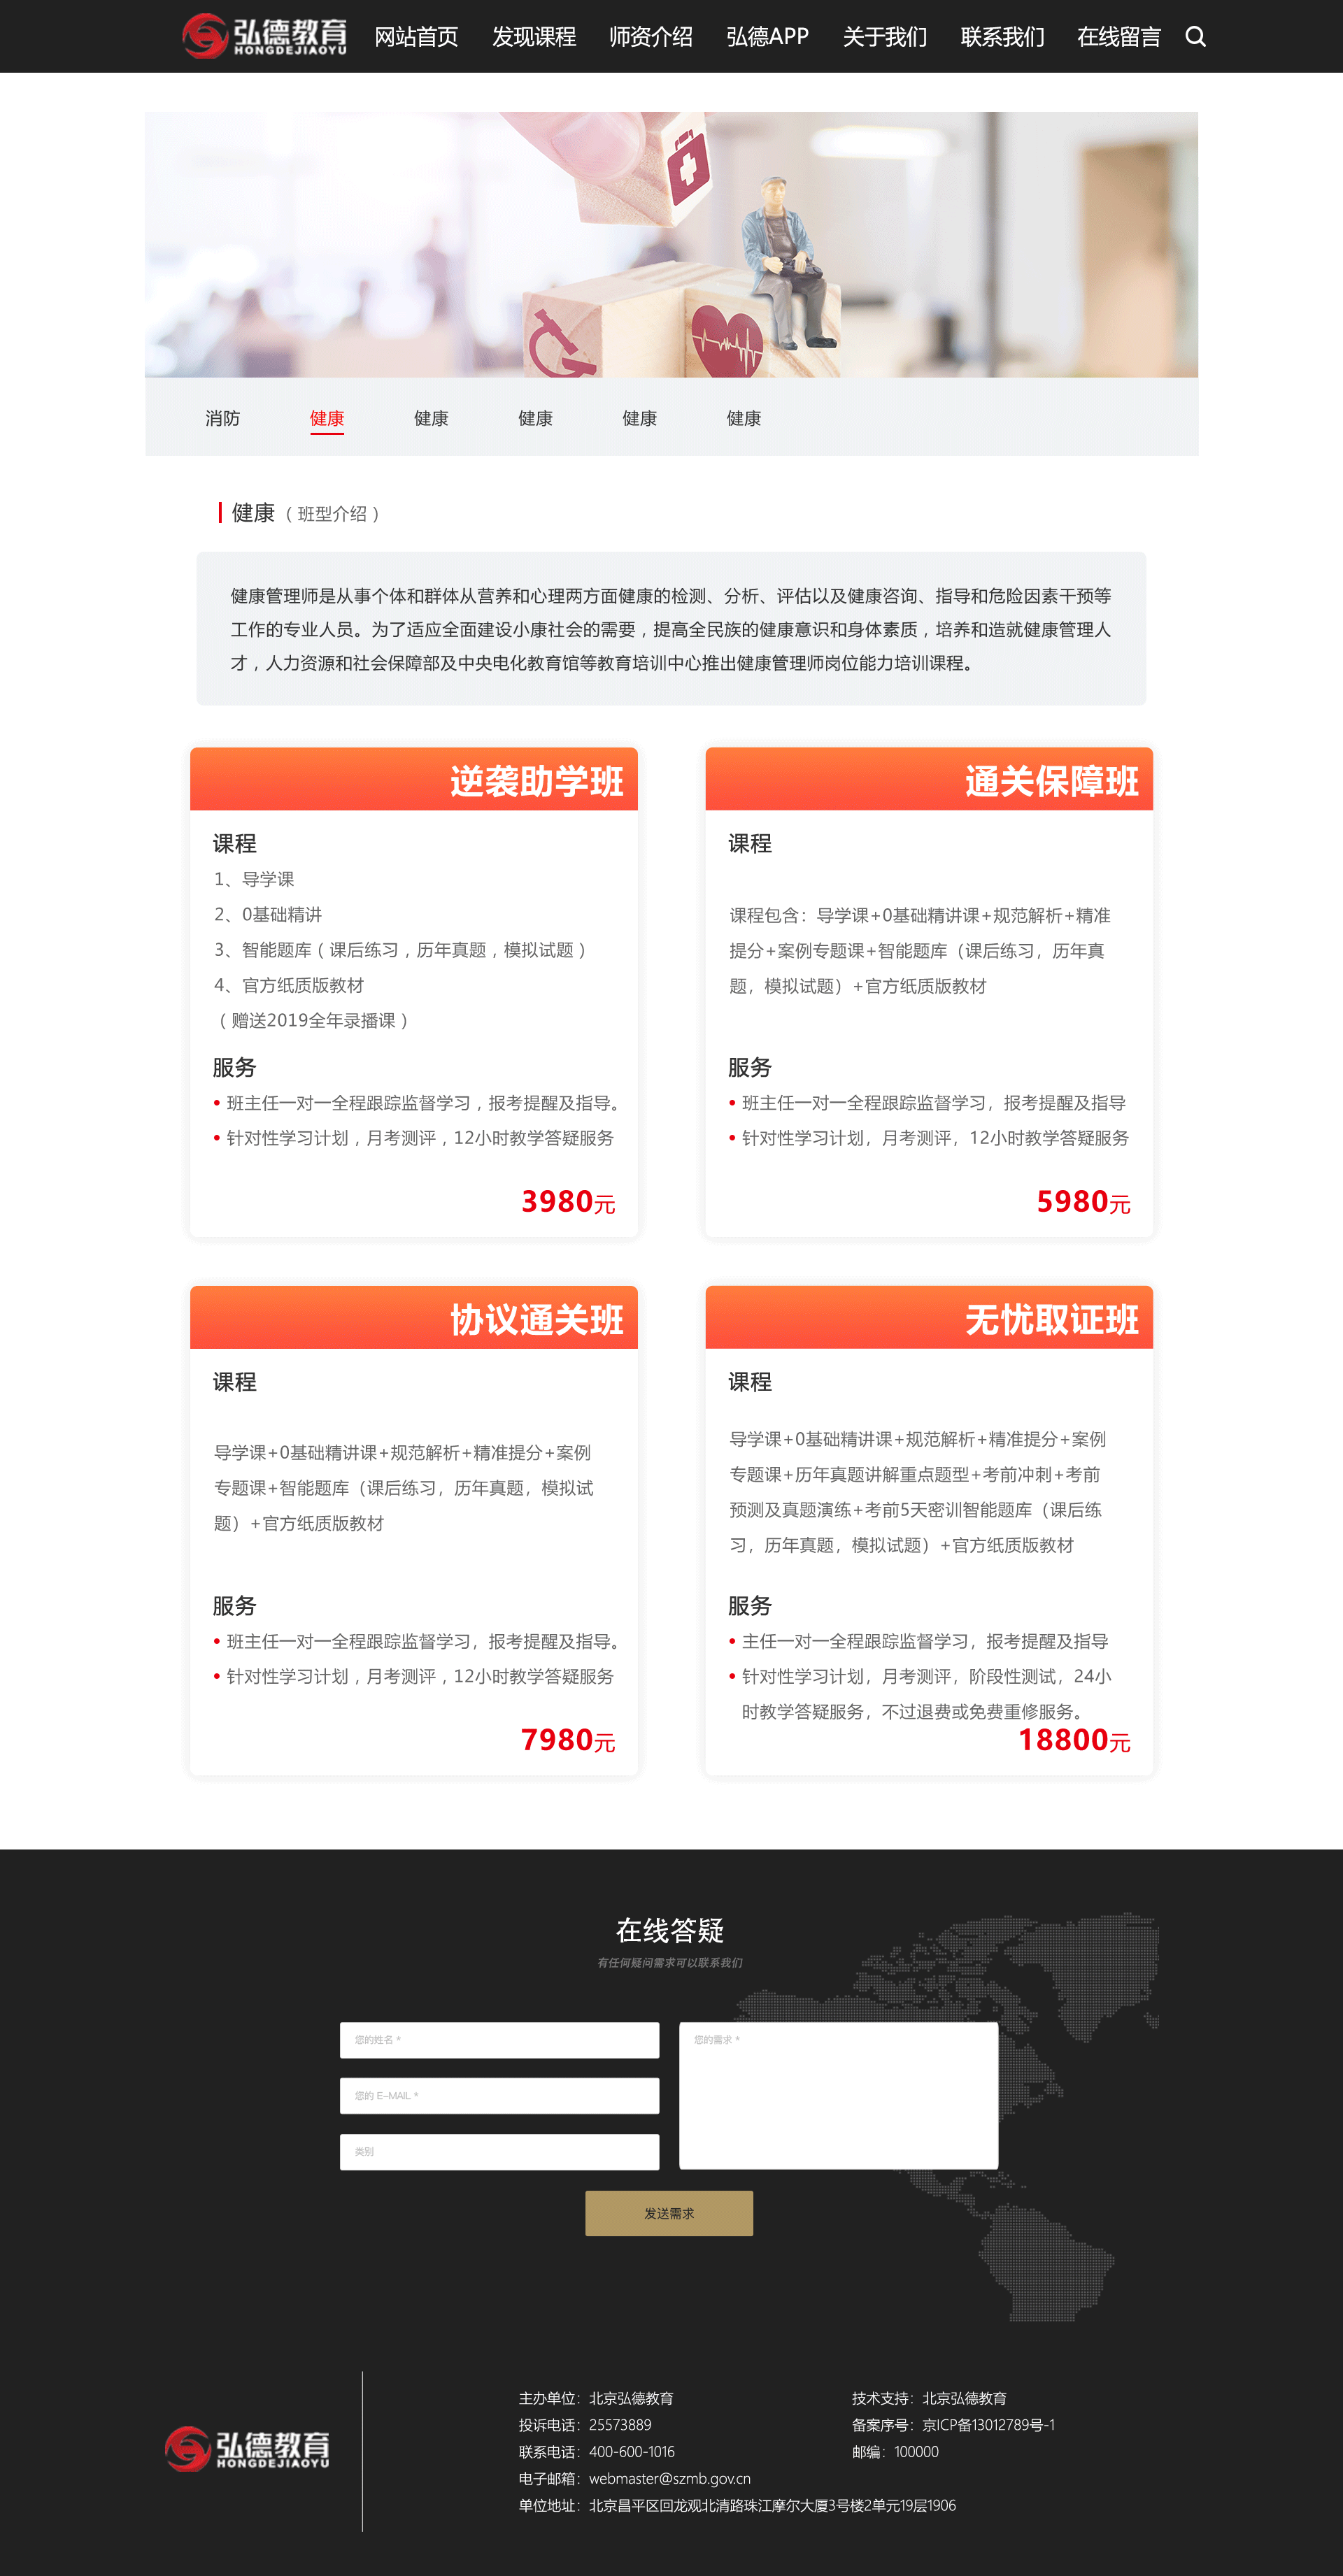 弘德教育
HONGDEJIAOYU
网站首页 发现课程 师资介绍 弘德APP 关于我们 联系我们 在线留言
消防 健康 健康 健康 健康 健康
健康（班型介绍）
健康管理师是从事个体和群体从营养和心理两方面健康的检测、分析、评估以及健康咨询、指导和危险因素干预等
工作的专业人员。为了适应全面建设小康社会的需要，提高全民族的健康意识和身体素质，培养和造就健康管理人
才，人力资源和社会保障部及中央电化教育馆等教育培训中心推出健康管理师岗位能力培训课程。
逆袭助学班
课程
1、导学课
2、0基础精讲
3、智能题库（课后练习，历年真题，模拟试题）
4、官方纸质版教材
（赠送2019全年录播课）
服务
班主任一对一全程跟踪监督学习，报考提醒及指导。
针对性学习计划，月考测评，12小时教学答疑服务
3980元
通关保障班
课程
课程包含：导学课+0基础精讲课+规范解析+精准
提分+案例专题课+智能题库（课后练习，历年真
题，模拟试题）+官方纸质版教材
服务
班主任一对一全程跟踪监督学习，报考提醒及指导
针对性学习计划，月考测评，12小时教学答疑服务
5980元
协议通关班
课程
导学课+0基础精讲课+规范解析+精准提分+案例
专题课+智能题库（课后练习，历年真题，模拟试
题）+官方纸质版教材
服务
班主任一对一全程跟踪监督学习，报考提醒及指导。
针对性学习计划，月考测评，12小时教学答疑服务
7980元
无忧取证班
课程
导学课+0基础精讲课+规范解析+精准提分+案例
专题课+历年真题讲解重点题型+考前冲刺+考前
预测及真题演练+考前5天密训智能题库（课后练
习，历年真题，模拟试题）+官方纸质版教材
服务
主任一对一全程跟踪监督学习，报考提醒及指导
针对性学习计划，月考测评，阶段性测试，24小
时教学答疑服务，不过退费或免费重修服务。
18800元
在线答疑
有任何疑问需求可以联系我们
您的姓名 *
您的 E-MAIL *
类别
您的需求 *
发送需求
弘德教育
HONGDEJIAOYU
主办单位：北京弘德教育
投诉电话：25573889
联系电话：400-600-1016
电子邮箱：webmaster@szmb.gov.cn
单位地址：北京昌平区回龙观北清路珠江摩尔大厦3号楼2单元19层1906
技术支持：北京弘德教育
备案序号：京ICP备13012789号-1
邮编：100000